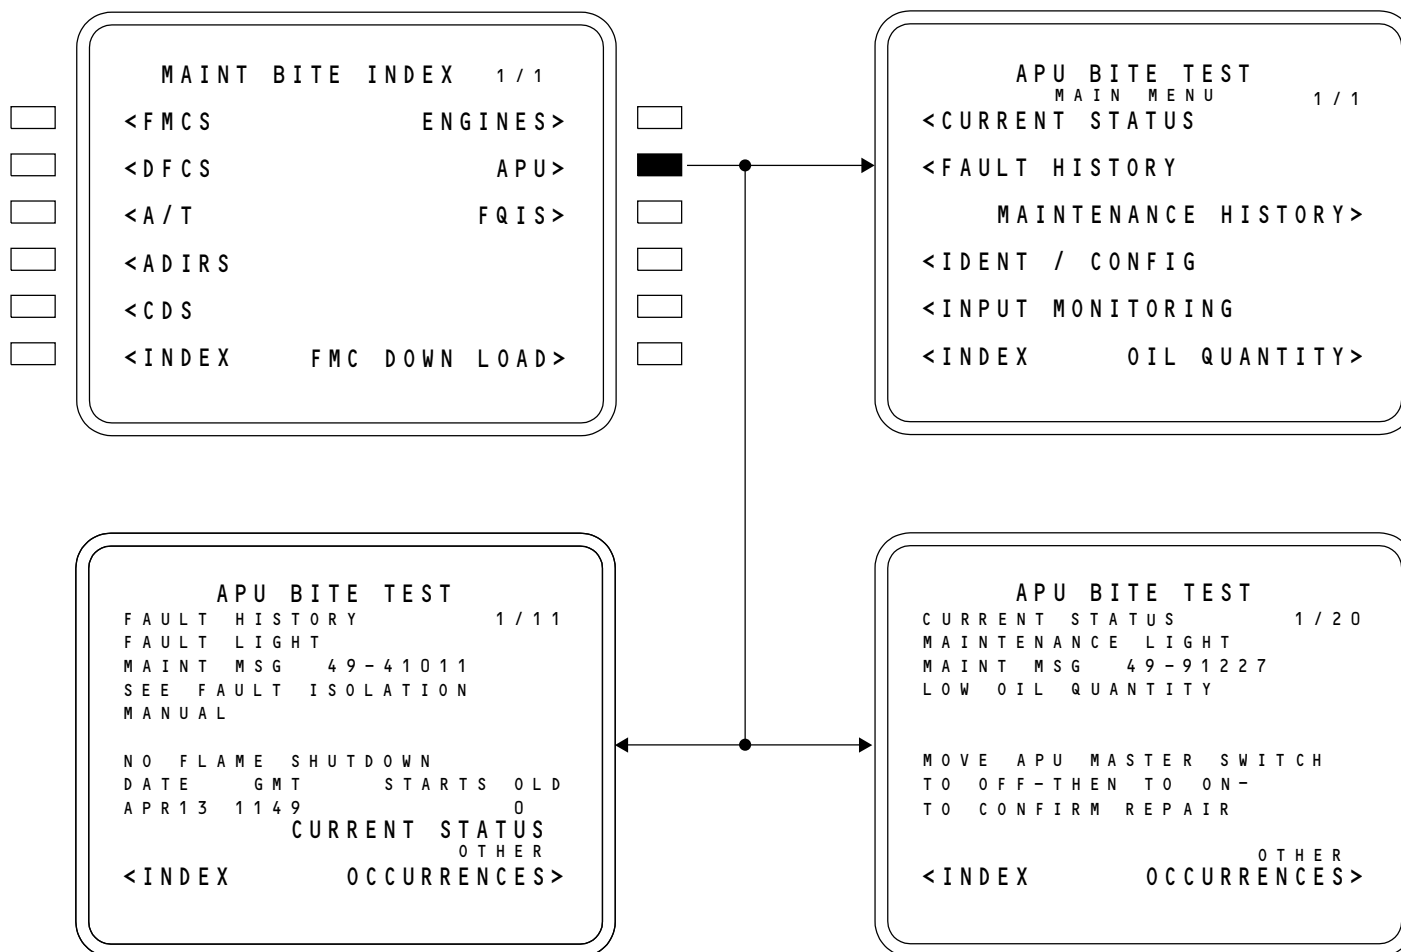 MAINT BITE INDEX 1/1
<FMCS ENGINES>
<DFCS APU>
<A/T FQIS>
<ADIRS
<CDS
<INDEX FMC DOWN LOAD>
APU BITE TEST
MAIN MENU 1/1
<CURRENT STATUS
<FAULT HISTORY
MAINTENANCE HISTORY>
<IDENT / CONFIG
<INPUT MONITORING
<INDEX OIL QUANTITY>
APU BITE TEST
FAULT HISTORY 1/11
FAULT LIGHT
MAINT MSG 49-41011
SEE FAULT ISOLATION
MANUAL
NO FLAME SHUTDOWN
DATE GMT STARTS OLD
APR13 1149 0
CURRENT STATUS
OTHER
<INDEX OCCURRENCES>
APU BITE TEST
CURRENT STATUS 1/20
MAINTENANCE LIGHT
MAINT MSG 49-91227
LOW OIL QUANTITY
MOVE APU MASTER SWITCH
TO OFF-THEN TO ON-
TO CONFIRM REPAIR
OTHER
<INDEX OCCURRENCES>